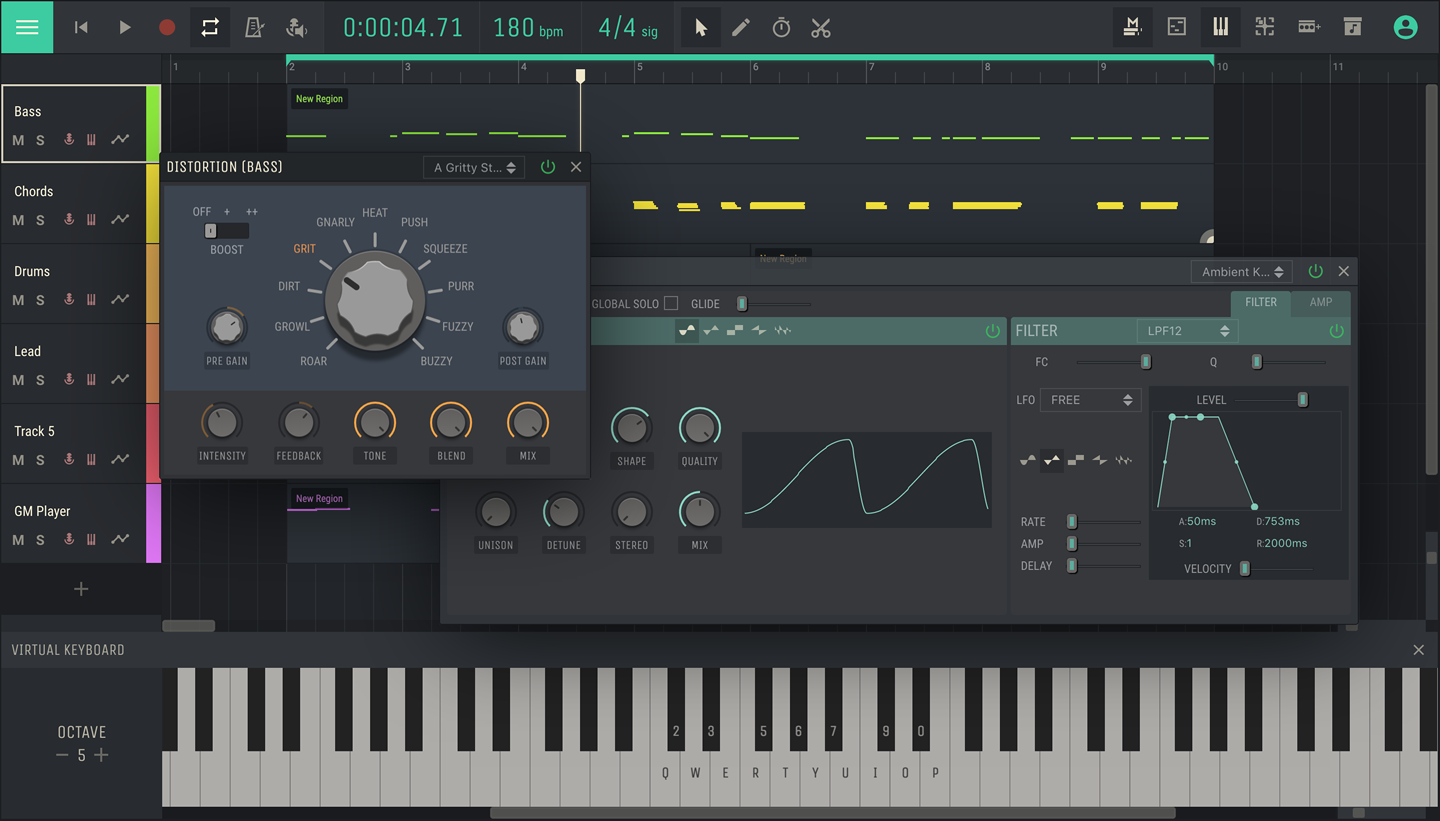 0:00:04.71 180 bpm 4/4 sig
1 2 3 4 5 6 7 8 9 10 11
New Region
Bass
M S
DISTORTION (BASS) A Gritty St...
Chords
M S
OFF + ++
BOOST
ROAR
GROWL
DIRT
GRIT
GNARLY
HEAT
PUSH
SQUEEZE
PURR
FUZZY
BUZZY
PRE GAIN
POST GAIN
INTENSITY FEEDBACK TONE BLEND MIX
New Region
Drums
M S
Ambient K...
GLOBAL SOLO GLIDE
FILTER AMP
FILTER LPF12
FC Q
LFO FREE LEVEL
SHAPE QUALITY
UNISON DETUNE STEREO MIX
RATE
AMP
DELAY
A:50ms D:753ms
S:1 R:2000ms
VELOCITY
Lead
M S
Track 5
M S
GM Player
M S
New Region
+
VIRTUAL KEYBOARD
OCTAVE
− 5 +
2 3 5 6 7 9 0
Q W E R T Y U I O P